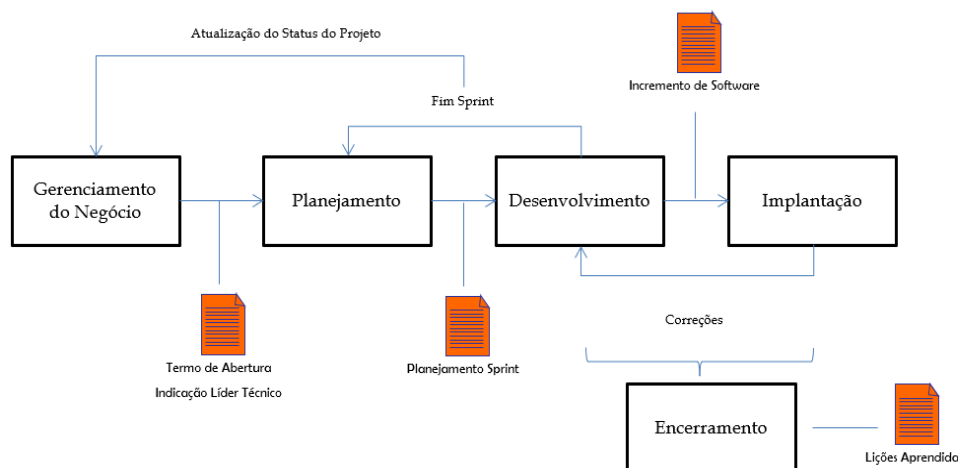 Atualização do Status do Projeto
Incremento de Software
Fim Sprint
Gerenciamento
do Negócio
Planejamento
Desenvolvimento
Implantação
Termo de Abertura
Indicação Líder Técnico
Planejamento Sprint
Correções
Encerramento
Lições Aprendida